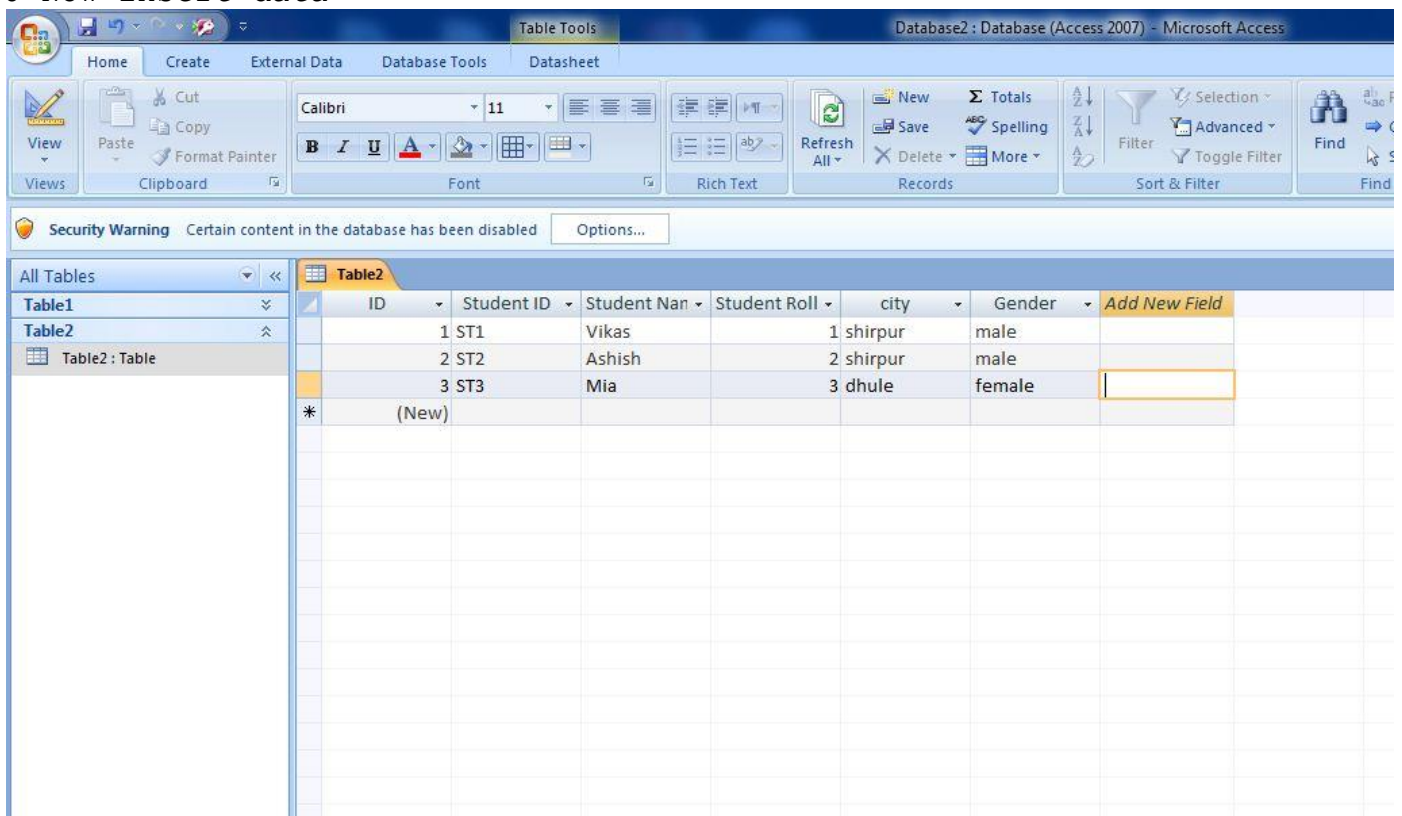 Table Tools Database2 : Database (Access 2007) - Microsoft Access
Home Create External Data Database Tools Datasheet
Cut Calibri 11 New Σ Totals Selection
Copy Save Spelling Advanced
View Paste Format Painter B I U A Refresh All Delete More Filter Toggle Filter Find
Views Clipboard Font Rich Text Records Sort & Filter Find
Security Warning Certain content in the database has been disabled Options...
All Tables Table2
Table1 ID Student ID Student Nan Student Roll city Gender Add New Field
Table2 1 ST1 Vikas 1 shirpur male
Table2 : Table 2 ST2 Ashish 2 shirpur male
3 ST3 Mia 3 dhule female
* (New)